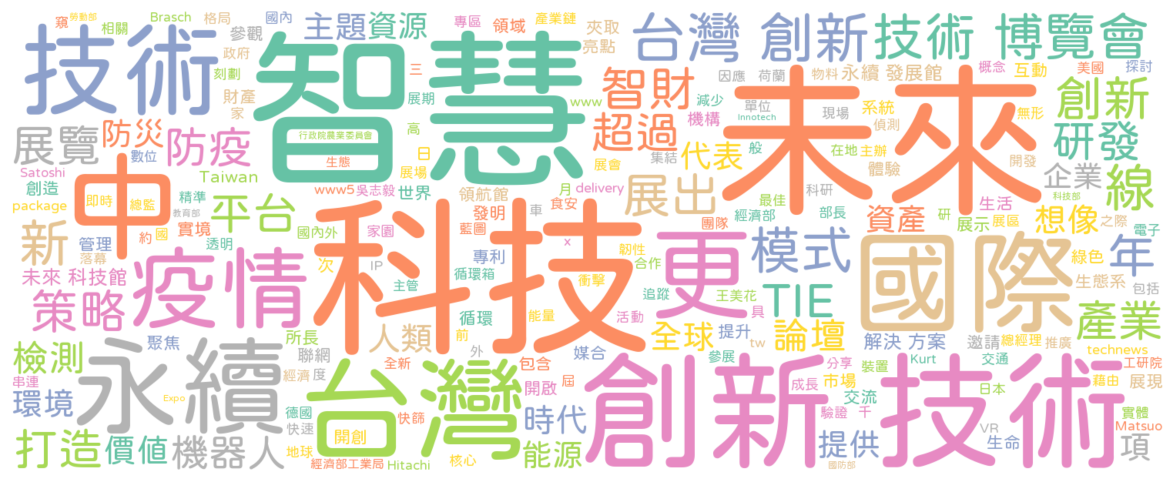 窺 勞動部 Brasch 格局 國內
相關
技術
參觀
政府
刻劃
財產
家
主題 資源
智慧
三
展期
高
日
展場
行政院農業委員會
生態
專區
領域
產業鏈
夾取
亮點
www
台灣 創新
技術 博覽會
智財
超過
因應
荷蘭
減少
機構
單位
Innotech
物料
永續 發展館
現場
系統
偵測
概念
互動
美國
探討
無形
創新
研發
未來
展覽
防災
數位
防疫
Satoshi
創造
package
中
即時
總監
教育部
約
國
實境
精準
透明
Taiwan
平台
www5
吳志毅
世界
國內外
家園
領航館
發明
藍圖
月
食安
車
delivery
展會
集結
代表
展出
般
在地
主辦
體驗
科研
最佳
經濟部
部長
團隊
資產
研
展示
展區
開發
科技部
生活
企業
線
想像
之際
電子
新
管理
落幕
未來 科技館
疫情
策略
次
IP
主管
專利
循環箱
循環
前
外
科技
x
韌性
合作
衝擊
追蹤
能量
活動
更
王美花
具
模式
TIE
國際
綠色
生態系
年
包括
產業
technews
檢測
串連
聚焦
環境
永續
Expo
所長
聯網
經濟
度
人類
全新
包含
媒合
全球
提升
tw
參展
論壇
解決 方案
邀請
總經理
推廣
Kurt
交通
分享
裝置
市場
成長
交流
驗證
千
日本
藉由
工研院
展現
實體
Matsuo
打造
價值
機器人
德國
快速
地球
台灣
開創
快篩
經濟部工業局
Hitachi
核心
開啟
屆
時代
能源
創新 技術
提供
國防部
VR
生命
項